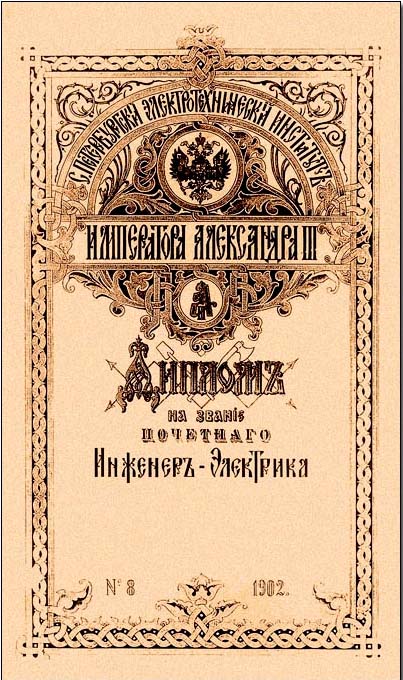 С. ПЕТЕРБУРГСКІЙ ЭЛЕКТРОТЕХНИЧЕСКІЙ ИНСТИТУТЪ
ИМПЕРАТОРА АЛЕКСАНДРА III
ДИПЛОМЪ
НА ЗВАНІЕ
ПОЧЕТНАГО
ИНЖЕНЕРЪ-ЭЛЕКТРИКА
№ 8 1902.